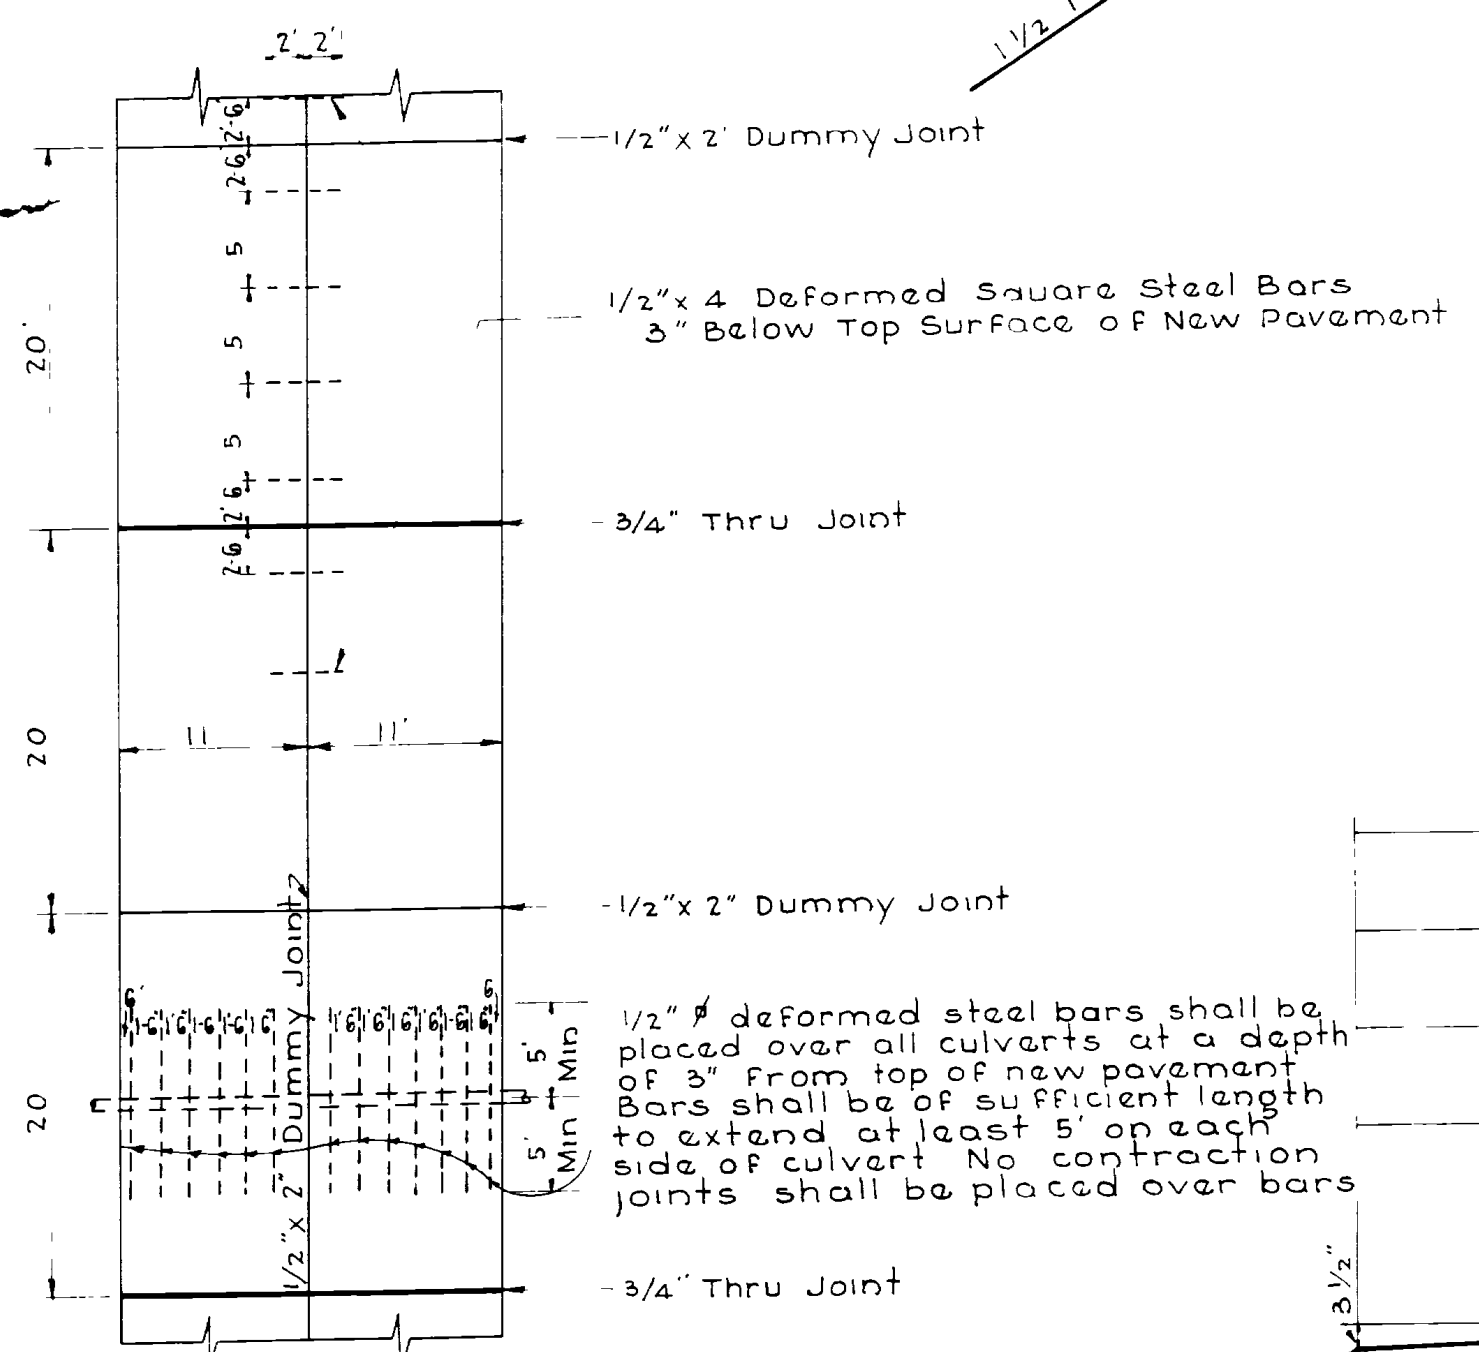 2' 2'
1 1/2
2'-6"
1/2" x 2' Dummy Joint
2-6
5
1/2" x 4 Deformed Square Steel Bars
3" Below Top Surface of New Pavement
20'
5
5
2' 6
3/4" Thru Joint
2-6
20
11 11'
1/2" x 2" Dummy Joint
1/2" x 2" Dummy Joint
6' 6
1/2" ϕ deformed steel bars shall be
placed over all culverts at a depth
of 3" from top of new pavement
Bars shall be of sufficient length
to extend at least 5' on each
side of culvert No contraction
joints shall be placed over bars
5' Min
5' Min
20
3/4" Thru Joint
3 1/2"